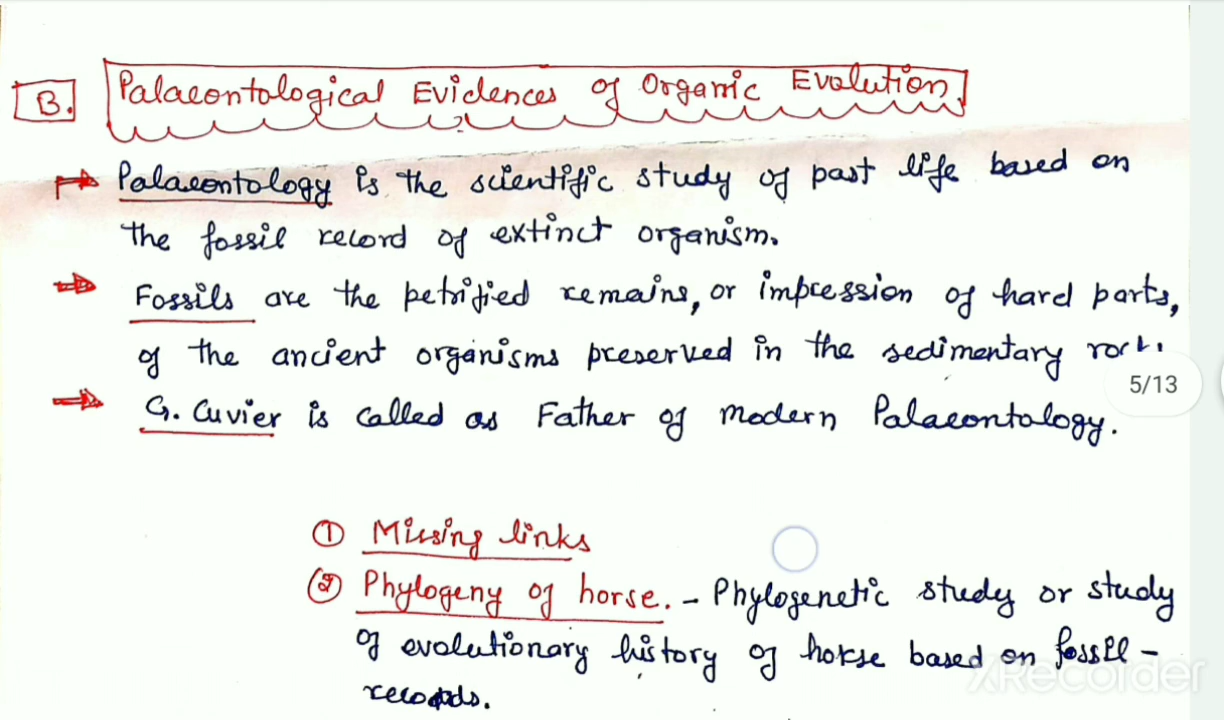 B. Palaeontological Evidences of Organic Evolution.
Palaeontology is the scientific study of past life based on
the fossil record of extinct organism.
Fossils are the petrified remains, or impression of hard parts,
of the ancient organisms preserved in the sedimentary
5/13
G. Cuvier is called as Father of modern Palaeontology.
① Missing links
② Phylogeny of horse. - Phylogenetic study or study
of evolutionary history of horse based on fossil -
records.
XRecorder